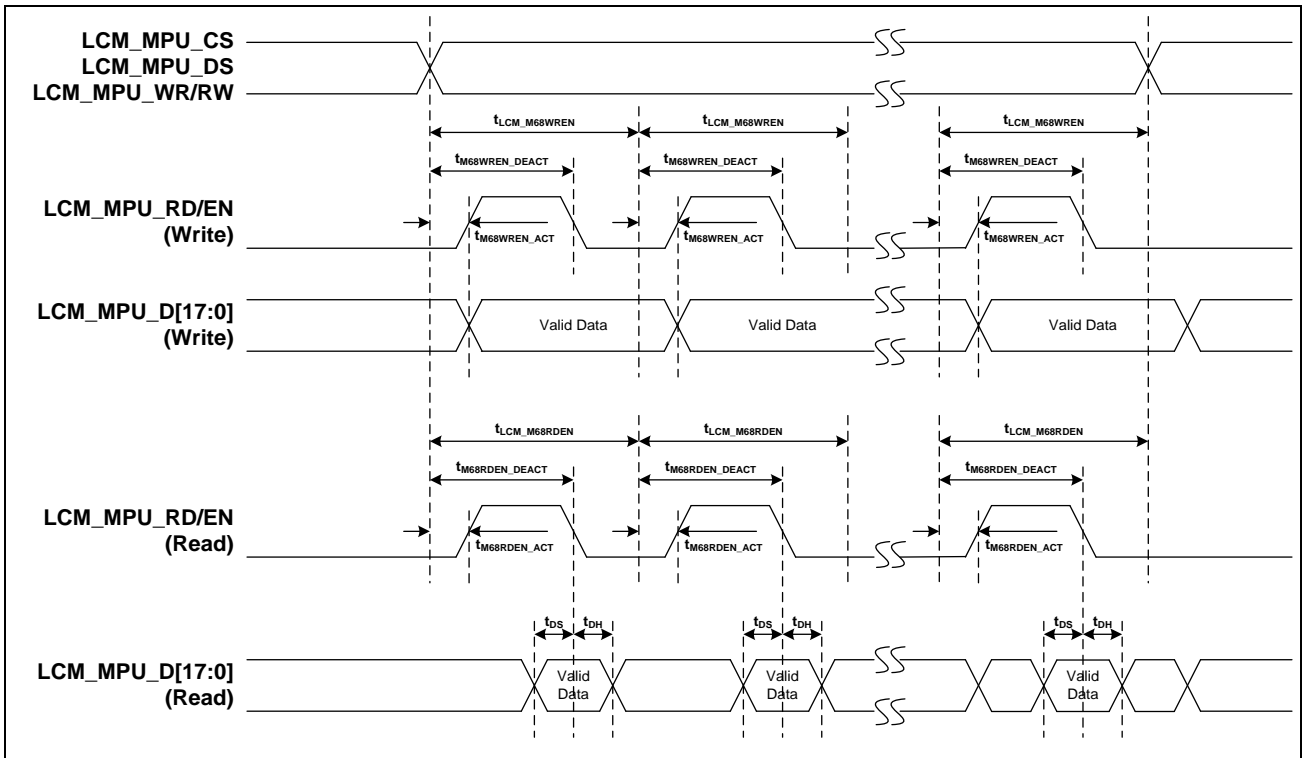 LCM_MPU_CS
LCM_MPU_DS
LCM_MPU_WR/RW
tLCM_M68WREN tLCM_M68WREN tLCM_M68WREN
tM68WREN_DEACT tM68WREN_DEACT tM68WREN_DEACT
LCM_MPU_RD/EN
(Write)
tM68WREN_ACT tM68WREN_ACT tM68WREN_ACT
LCM_MPU_D[17:0]
(Write)
Valid Data Valid Data Valid Data
tLCM_M68RDEN tLCM_M68RDEN tLCM_M68RDEN
tM68RDEN_DEACT tM68RDEN_DEACT tM68RDEN_DEACT
LCM_MPU_RD/EN
(Read)
tM68RDEN_ACT tM68RDEN_ACT tM68RDEN_ACT
tDS tDH tDS tDH tDS tDH
LCM_MPU_D[17:0]
(Read)
Valid Valid Valid
Data Data Data